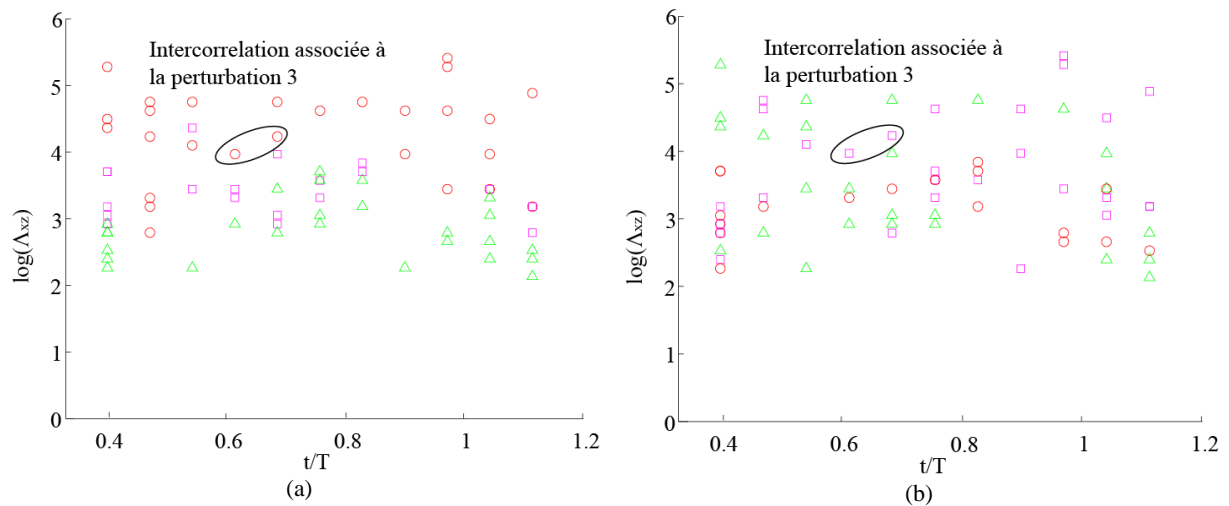 6
5
4
3
2
1
0
log(Λxz)
Intercorrelation associée à
la perturbation 3
0.4
0.6
0.8
1
1.2
t/T
(a)
6
5
4
3
2
1
0
log(Λxz)
Intercorrelation associée à
la perturbation 3
0.4
0.6
0.8
1
1.2
t/T
(b)